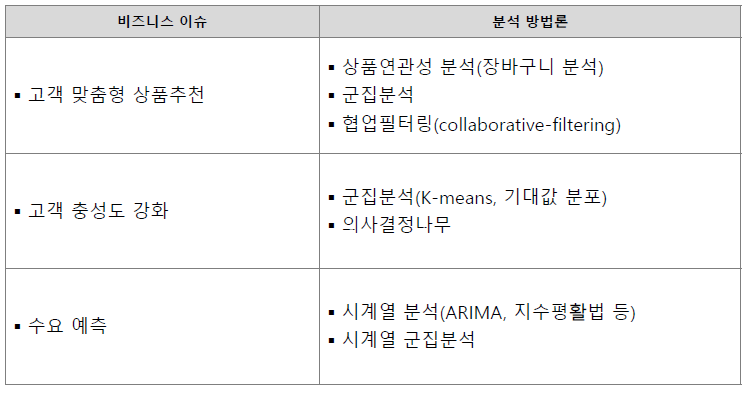 비즈니스 이슈
분석 방법론
▪ 고객 맞춤형 상품추천
▪ 상품연관성 분석(장바구니 분석)
▪ 군집분석
▪ 협업필터링(collaborative-filtering)
▪ 고객 충성도 강화
▪ 군집분석(K-means, 기대값 분포)
▪ 의사결정나무
▪ 수요 예측
▪ 시계열 분석(ARIMA, 지수평활법 등)
▪ 시계열 군집분석